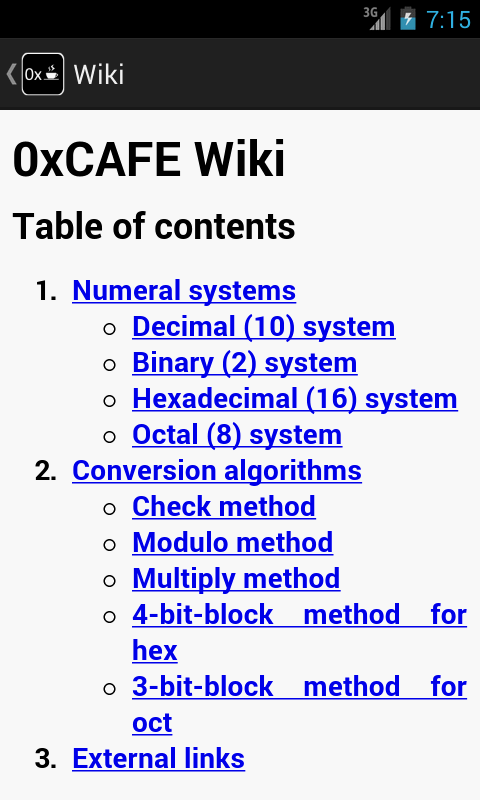 3G 7:15
0x Wiki
0xCAFE Wiki
Table of contents
1. Numeral systems
○ Decimal (10) system
○ Binary (2) system
○ Hexadecimal (16) system
○ Octal (8) system
2. Conversion algorithms
○ Check method
○ Modulo method
○ Multiply method
○ 4-bit-block method for
hex
○ 3-bit-block method for
oct
3. External links